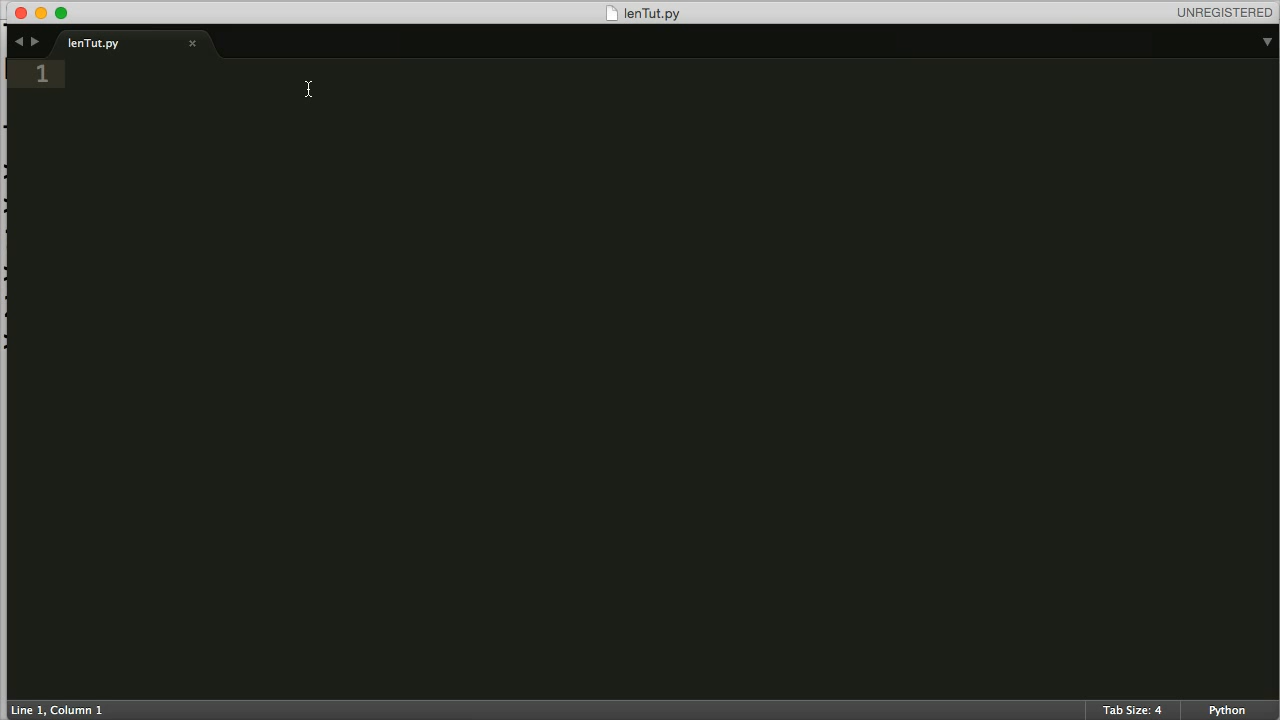 lenTut.py
UNREGISTERED
lenTut.py ×
1
Line 1, Column 1
Tab Size: 4
Python